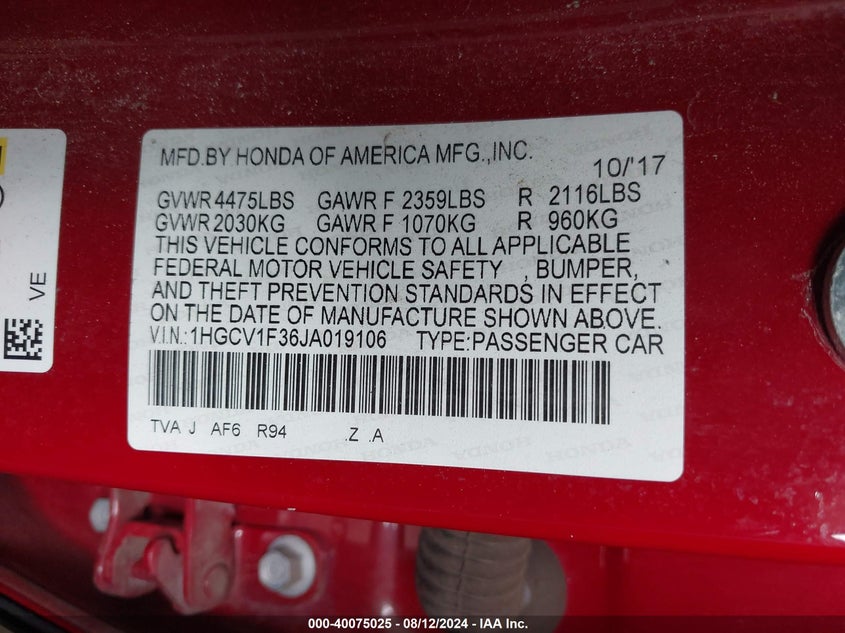 MFD.BY HONDA OF AMERICA MFG.,INC.
10/'17
GVWR 4475LBS GAWR F 2359LBS R 2116LBS
GVWR 2030KG GAWR F 1070KG R 960KG
THIS VEHICLE CONFORMS TO ALL APPLICABLE
FEDERAL MOTOR VEHICLE SAFETY , BUMPER,
AND THEFT PREVENTION STANDARDS IN EFFECT
ON THE DATE OF MANUFACTURE SHOWN ABOVE.
V.I.N.:1HGCV1F36JA019106 TYPE:PASSENGER CAR
TVA J AF6 R94 .Z .A
VE
000-40075025 - 08/12/2024 - IAA Inc.